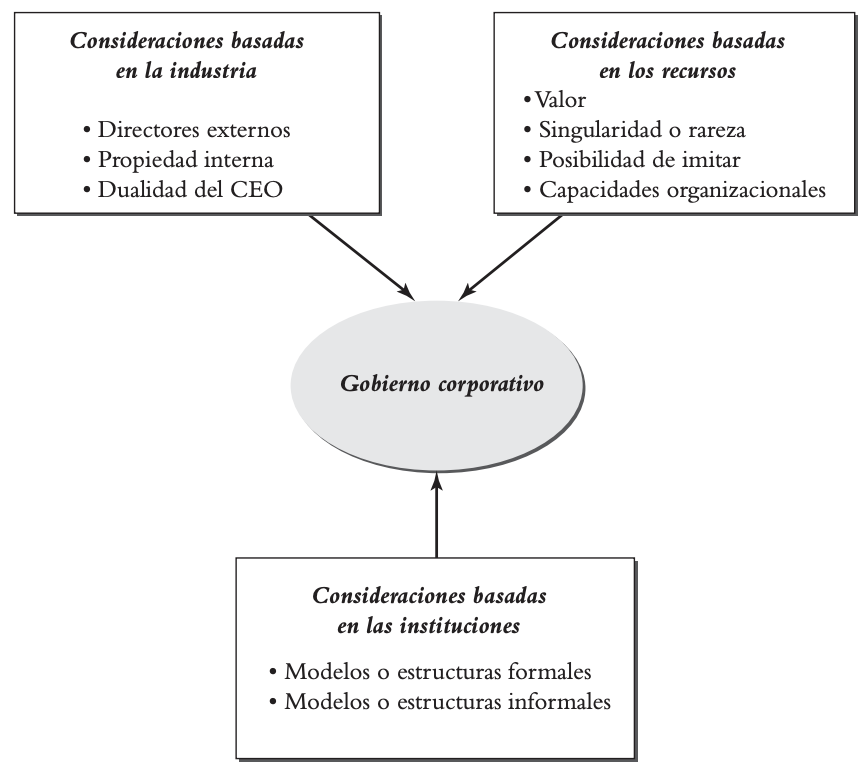 Consideraciones basadas
en la industria
• Directores externos
• Propiedad interna
• Dualidad del CEO
Consideraciones basadas
en los recursos
• Valor
• Singularidad o rareza
• Posibilidad de imitar
• Capacidades organizacionales
Gobierno corporativo
Consideraciones basadas
en las instituciones
• Modelos o estructuras formales
• Modelos o estructuras informales